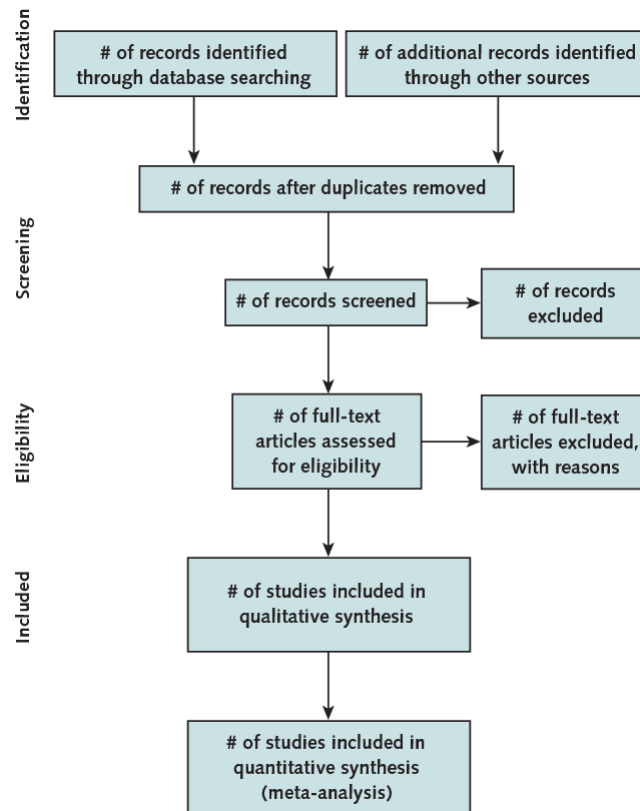 Identification
# of records identified
through database searching
# of additional records identified
through other sources
# of records after duplicates removed
Screening
# of records screened
# of records
excluded
Eligibility
# of full-text
articles assessed
for eligibility
# of full-text
articles excluded,
with reasons
Included
# of studies included in
qualitative synthesis
# of studies included in
quantitative synthesis
(meta-analysis)